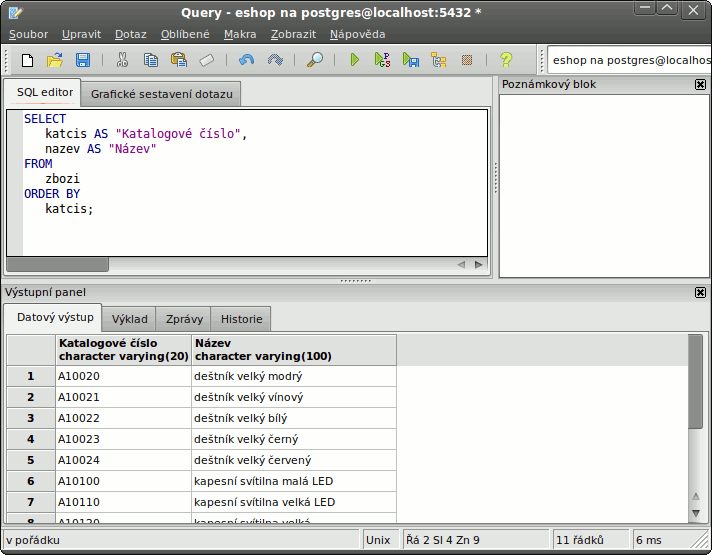 Query - eshop na postgres@localhost:5432 *
Soubor Upravit Dotaz Oblíbené Makra Zobrazit Nápověda
eshop na postgres@localhos
SQL editor Grafické sestavení dotazu
Poznámkový blok
SELECT
katcis AS "Katalogové číslo",
nazev AS "Název"
FROM
zbozi
ORDER BY
katcis;
Výstupní panel
Datový výstup Výklad Zprávy Historie
Katalogové číslo Název
character varying(20) character varying(100)
1 A10020 deštník velký modrý
2 A10021 deštník velký vínový
3 A10022 deštník velký bílý
4 A10023 deštník velký černý
5 A10024 deštník velký červený
6 A10100 kapesní svítilna malá LED
7 A10110 kapesní svítilna velká LED
8 A10120 kapesní svítilna velká
v pořádku Unix Řá 2 Sl 4 Zn 9 11 řádků 6 ms